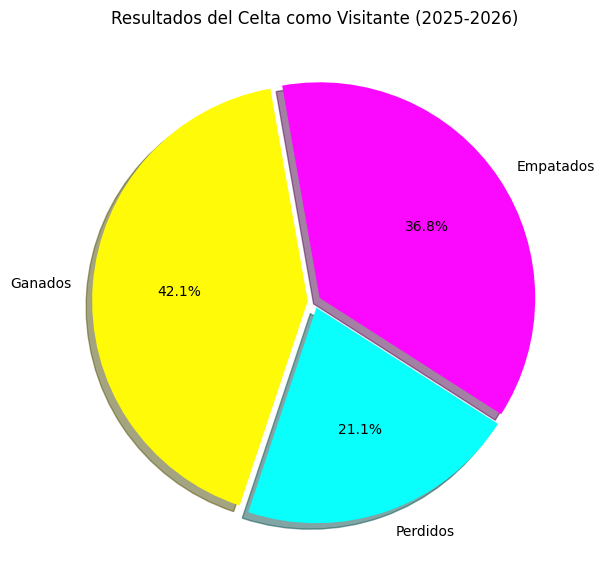 Resultados del Celta como Visitante (2025-2026)
Empatados
36.8%
Ganados
42.1%
21.1%
Perdidos